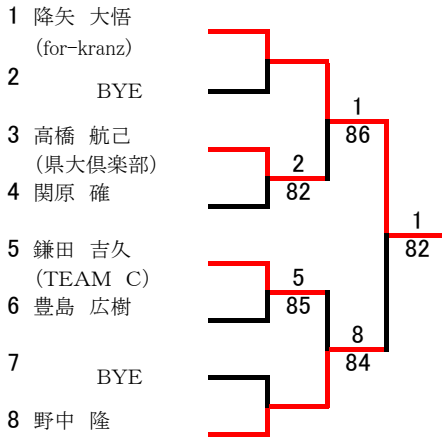 1 降矢 大悟
(for-kranz)
2 BYE
3 高橋 航己
(県大倶楽部)
4 関原 確
5 鎌田 吉久
(TEAM C)
6 豊島 広樹
7 BYE
8 野中 隆
2
82
5
85
1
86
8
84
1
82